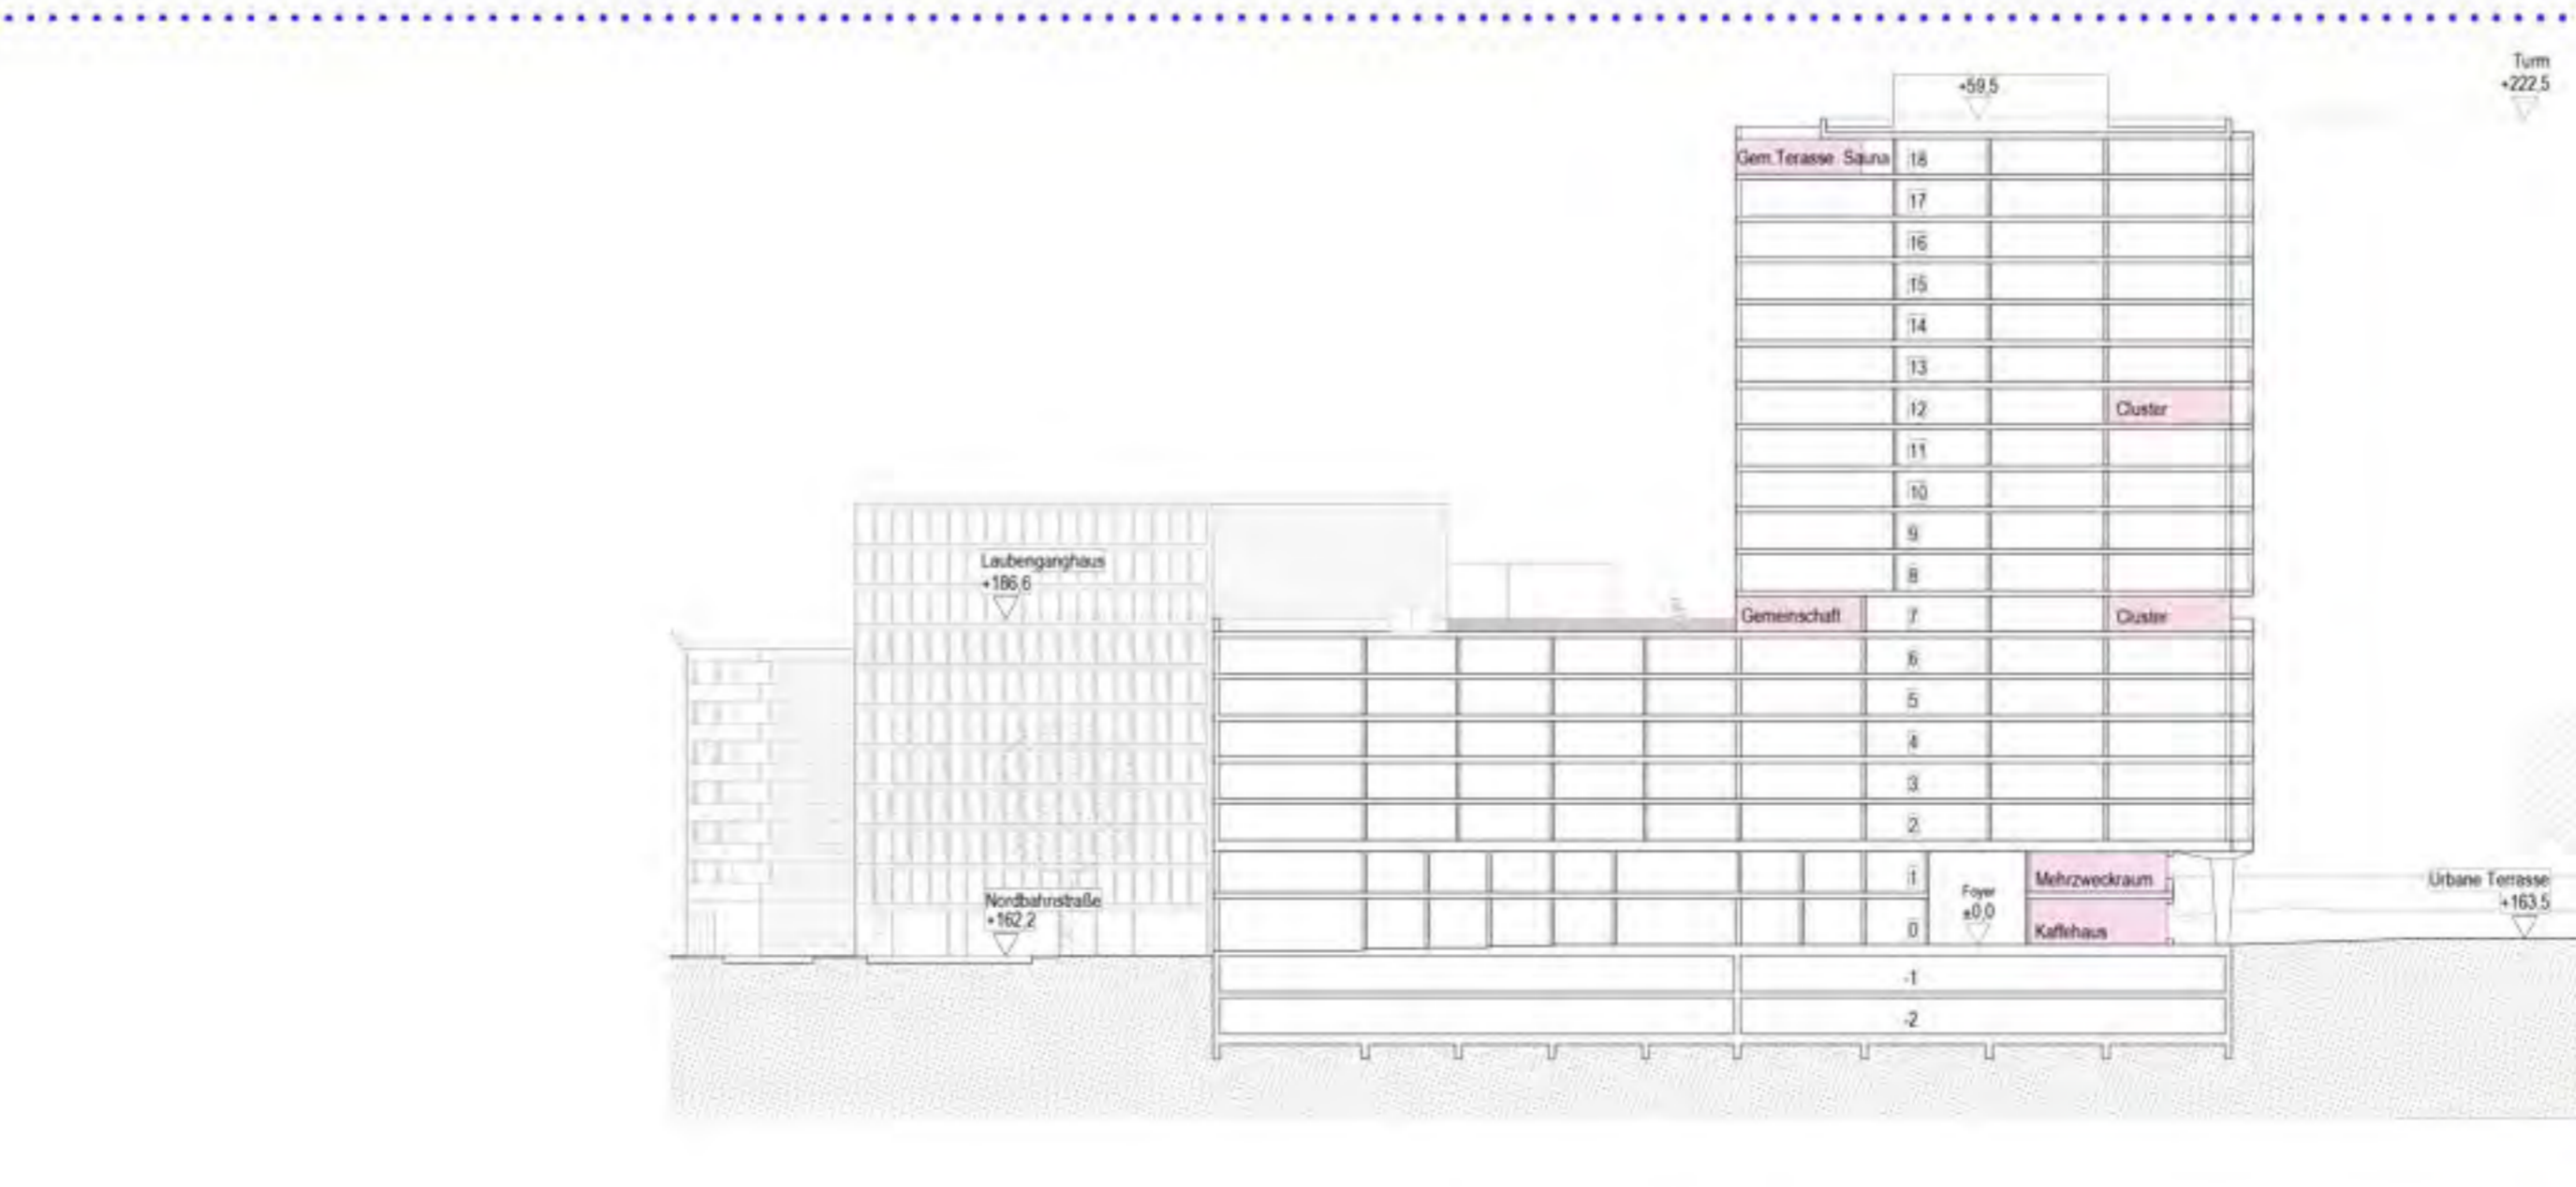 Turm
+222,5
+59,5
Gem.Terasse Sauna 18
17
16
15
14
13
12 Cluster
11
10
9
8
Laubenganghaus
+186,6
Gemeinschaft 7 Cluster
6
5
4
3
2
1 Mehrzweckraum
Foyer
±0,0
0 Kaffehaus
Nordbahnstraße
+162,2
Urbane Terrasse
+163,5
-1
-2